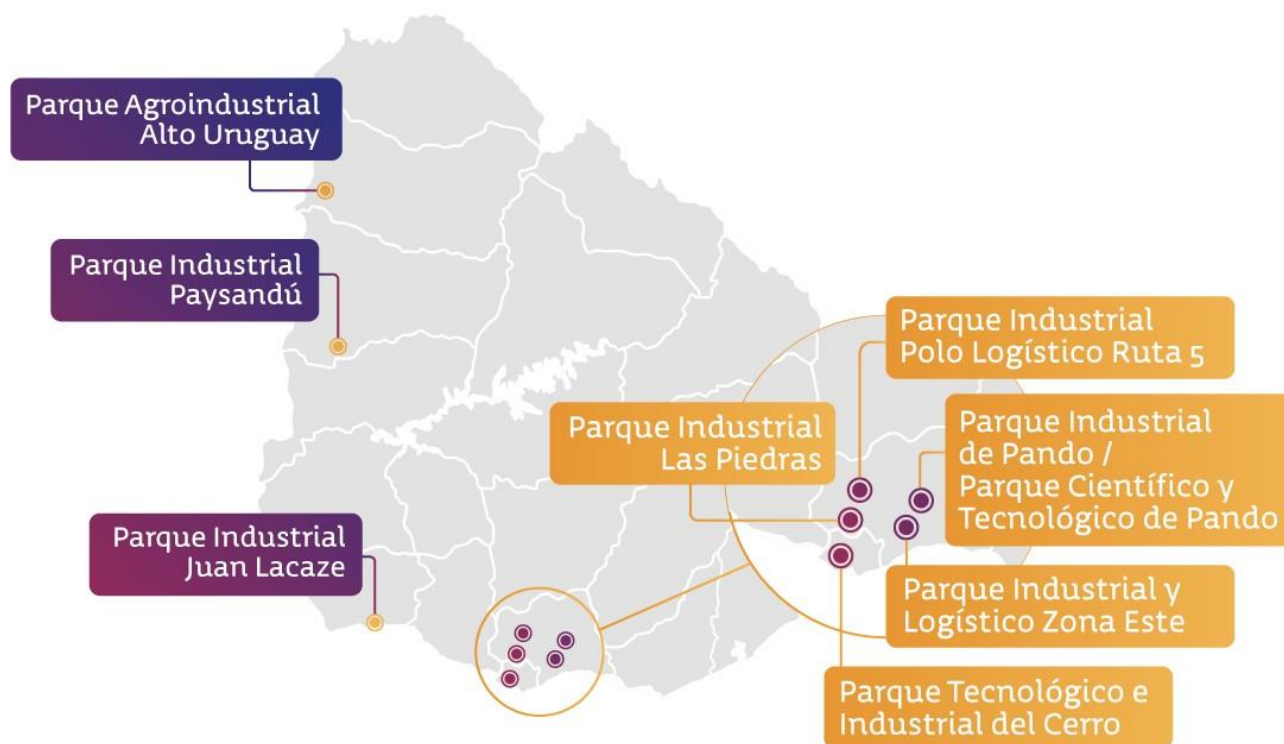 Parque Agroindustrial
Alto Uruguay
Parque Industrial
Paysandú
Parque Industrial
Juan Lacaze
Parque Industrial
Polo Logístico Ruta 5
Parque Industrial
Las Piedras
Parque Industrial
de Pando /
Parque Científico y
Tecnológico de Pando
Parque Industrial y
Logístico Zona Este
Parque Tecnológico e
Industrial del Cerro